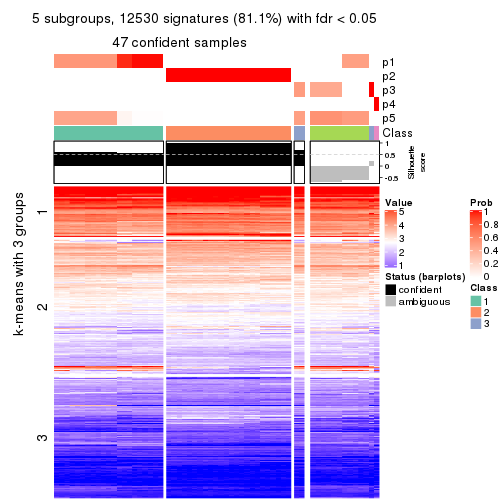 5 subgroups, 12530 signatures (81.1%) with fdr < 0.05
47 confident samples
p1
p2
p3
p4
p5
Class
1
0.5
0
-0.5
Silhouette
score
k-means with 3 groups
1
2
3
Value
5
4
3
2
1
Status (barplots)
confident
ambiguous
Prob
1
0.8
0.6
0.4
0.2
0
Class
1
2
3